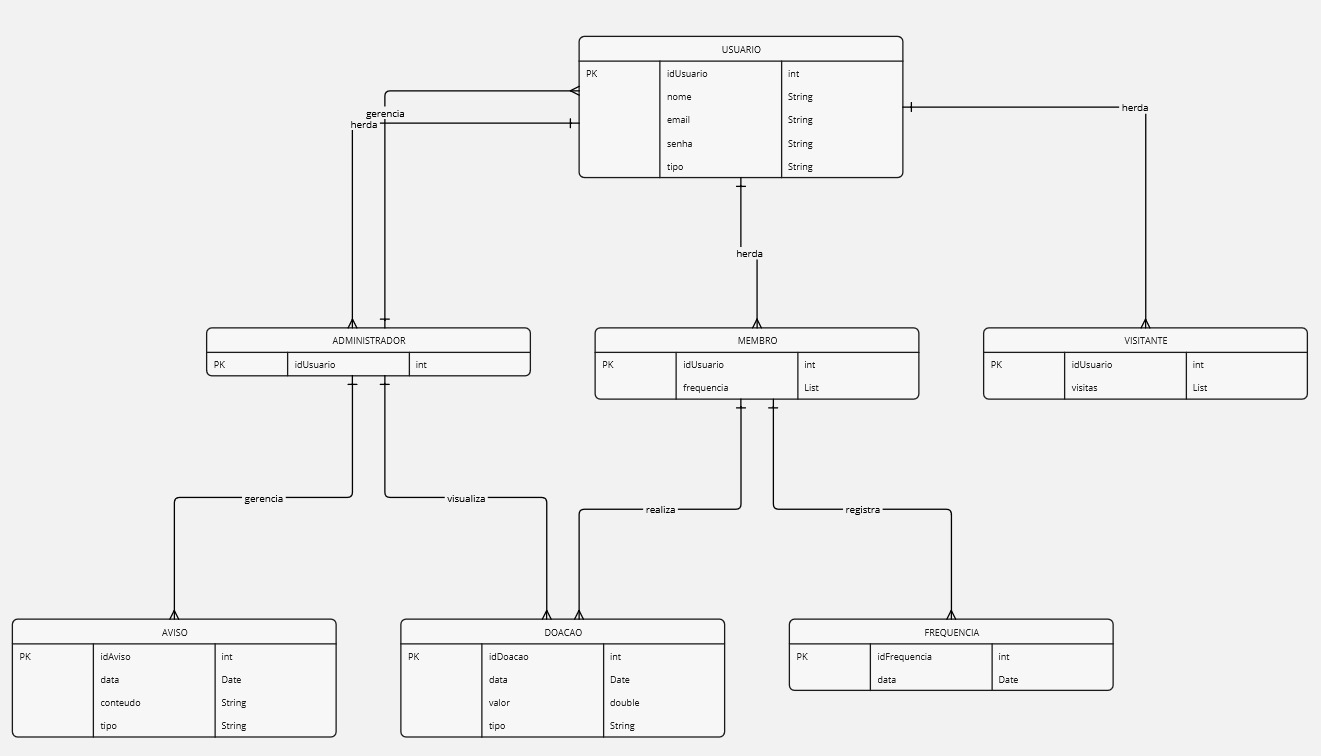 USUARIO
PK idUsuario int
nome String
email String
senha String
tipo String
gerencia
herda
herda
herda
ADMINISTRADOR
PK idUsuario int
MEMBRO
PK idUsuario int
frequencia List
VISITANTE
PK idUsuario int
visitas List
gerencia
visualiza
realiza
registra
AVISO
PK idAviso int
data Date
conteudo String
tipo String
DOACAO
PK idDoacao int
data Date
valor double
tipo String
FREQUENCIA
PK idFrequencia int
data Date